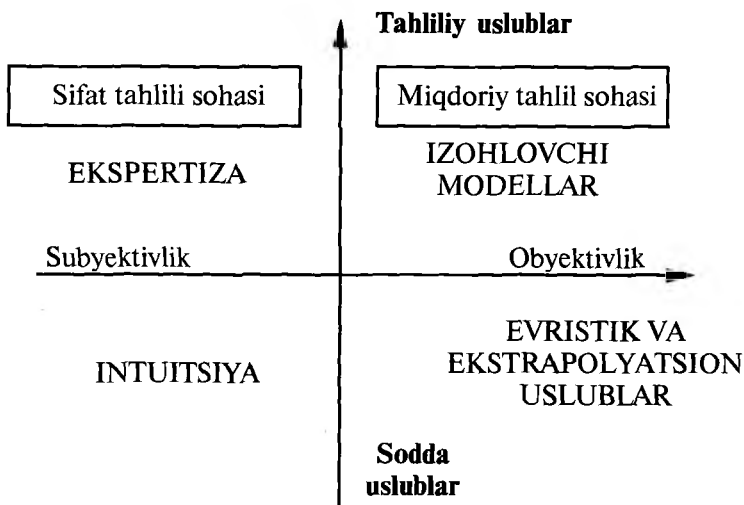 Tahliliy uslublar
Sifat tahlili sohasi
Miqdoriy tahlil sohasi
EKSPERTIZA
IZOHLOVCHI
MODELLAR
Subyektivlik
Obyektivlik
INTUITSIYA
EVRISTIK VA
EKSTRAPOLYATSION
USLUBLAR
Sodda
uslublar